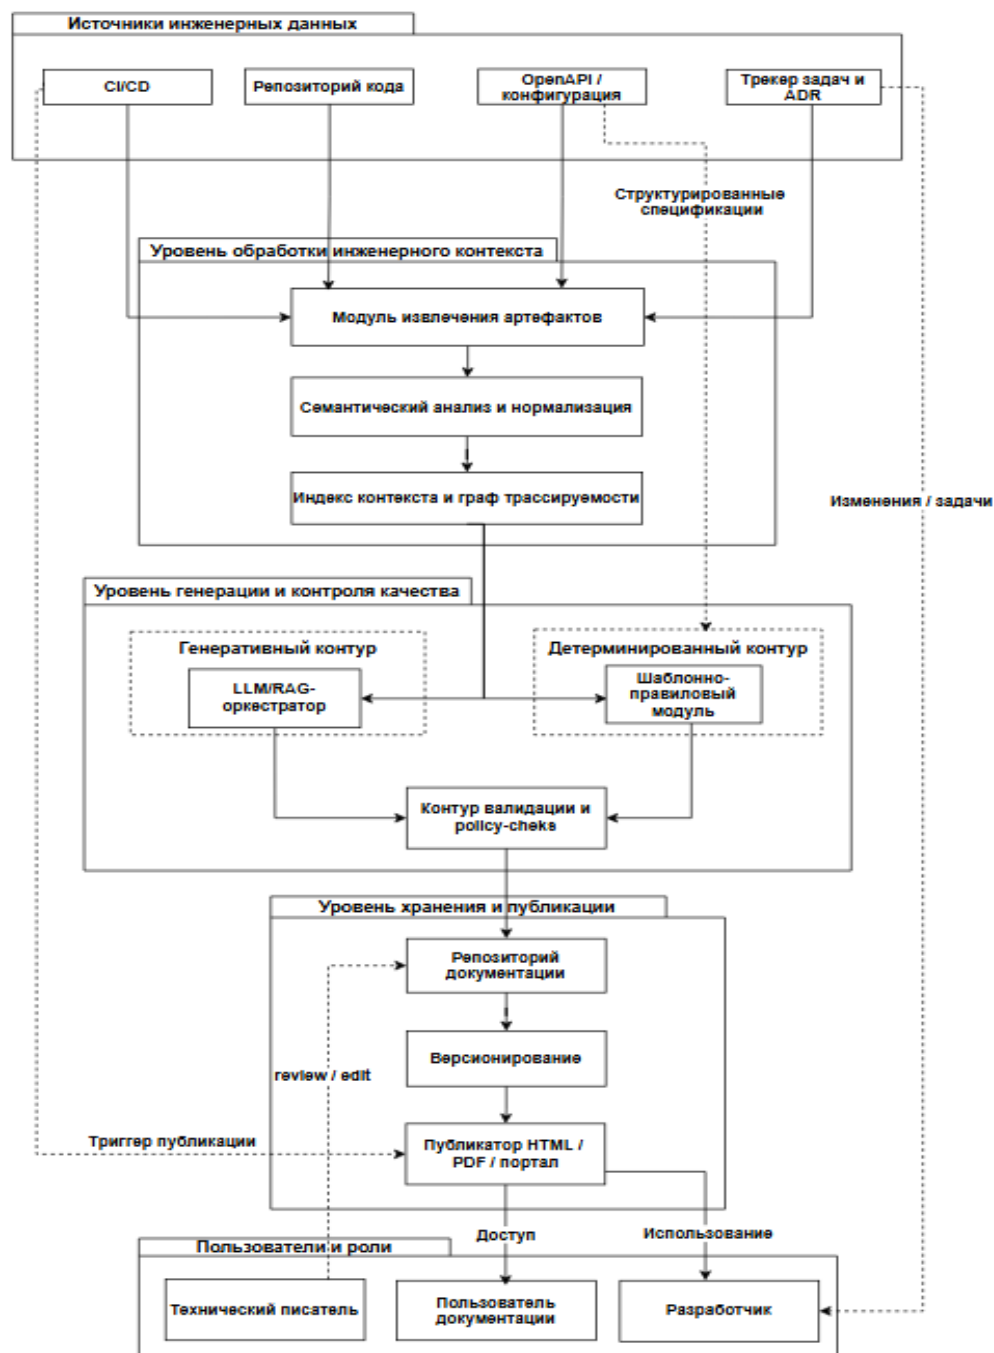 Источники инженерных данных
CI/CD
Репозиторий кода
OpenAPI /
конфигурация
Трекер задач и
ADR
Структурированные
спецификации
Уровень обработки инженерного контекста
Модуль извлечения артефактов
Семантический анализ и нормализация
Индекс контекста и граф трассируемости
Изменения / задачи
Уровень генерации и контроля качества
Генеративный контур
LLM/RAG-
оркестратор
Детерминированный контур
Шаблонно-
правиловый
модуль
Контур валидации и
policy-cheks
Уровень хранения и публикации
Репозиторий
документации
Версионирование
review / edit
Триггер публикации
Публикатор HTML /
PDF / портал
Доступ
Использование
Пользователи и роли
Технический писатель
Пользователь
документации
Разработчик